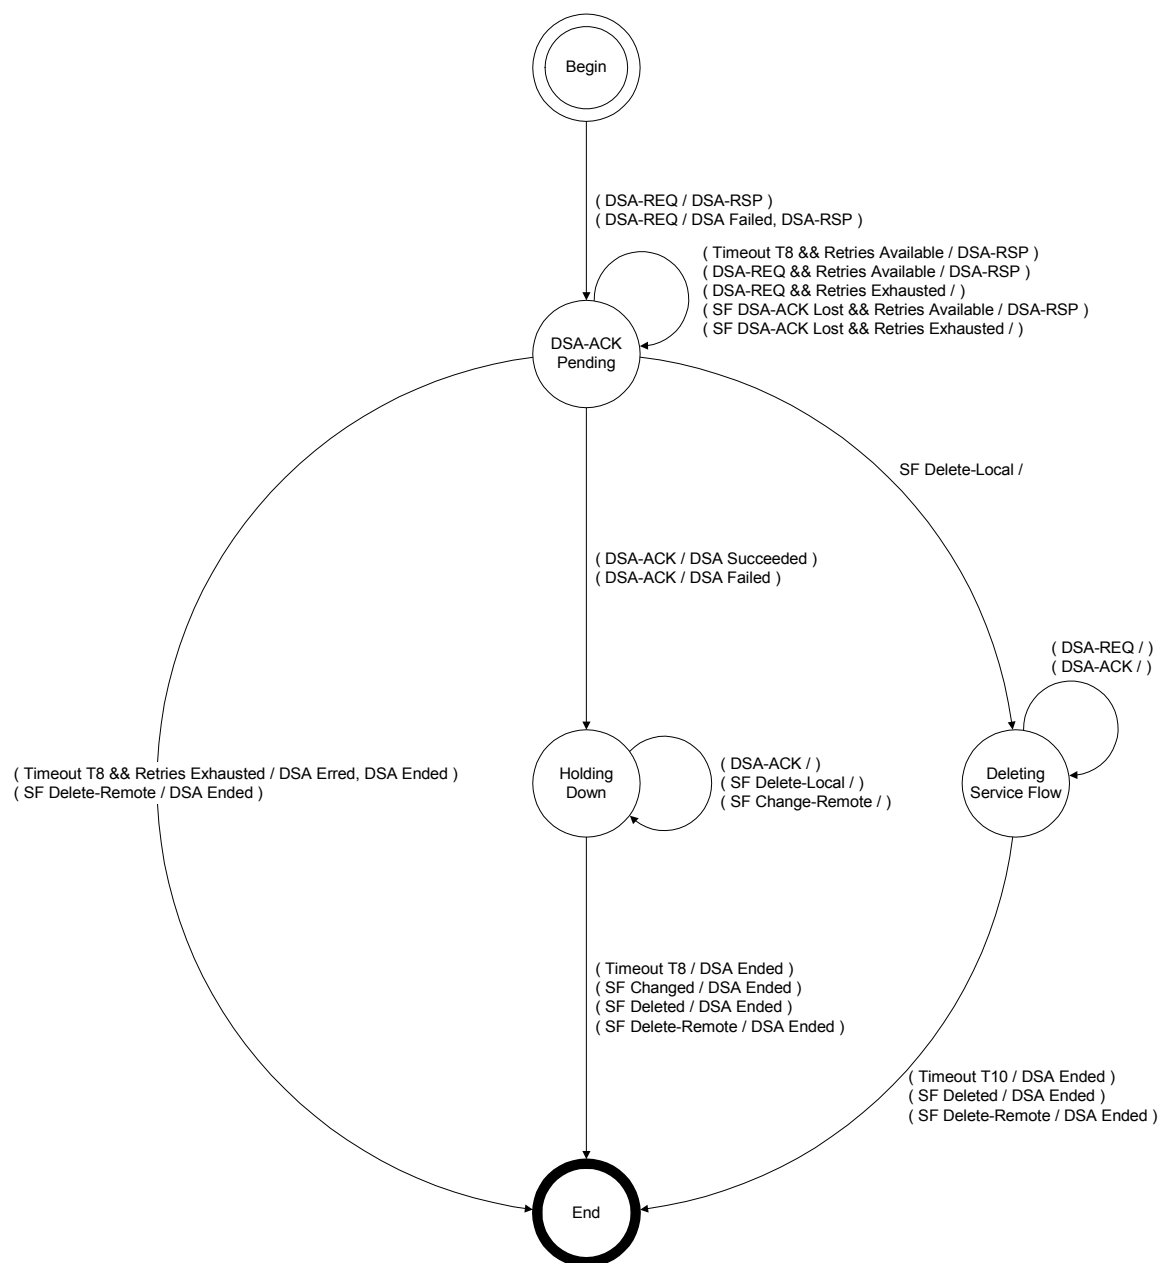 Begin
( DSA-REQ / DSA-RSP )
( DSA-REQ / DSA Failed, DSA-RSP )
( Timeout T8 && Retries Available / DSA-RSP )
( DSA-REQ && Retries Available / DSA-RSP )
( DSA-REQ && Retries Exhausted / )
( SF DSA-ACK Lost && Retries Available / DSA-RSP )
( SF DSA-ACK Lost && Retries Exhausted / )
DSA-ACK
Pending
SF Delete-Local /
( DSA-ACK / DSA Succeeded )
( DSA-ACK / DSA Failed )
( DSA-REQ / )
( DSA-ACK / )
( Timeout T8 && Retries Exhausted / DSA Erred, DSA Ended )
( SF Delete-Remote / DSA Ended )
Holding
Down
( DSA-ACK / )
( SF Delete-Local / )
( SF Change-Remote / )
Deleting
Service Flow
( Timeout T8 / DSA Ended )
( SF Changed / DSA Ended )
( SF Deleted / DSA Ended )
( SF Delete-Remote / DSA Ended )
( Timeout T10 / DSA Ended )
( SF Deleted / DSA Ended )
( SF Delete-Remote / DSA Ended )
End